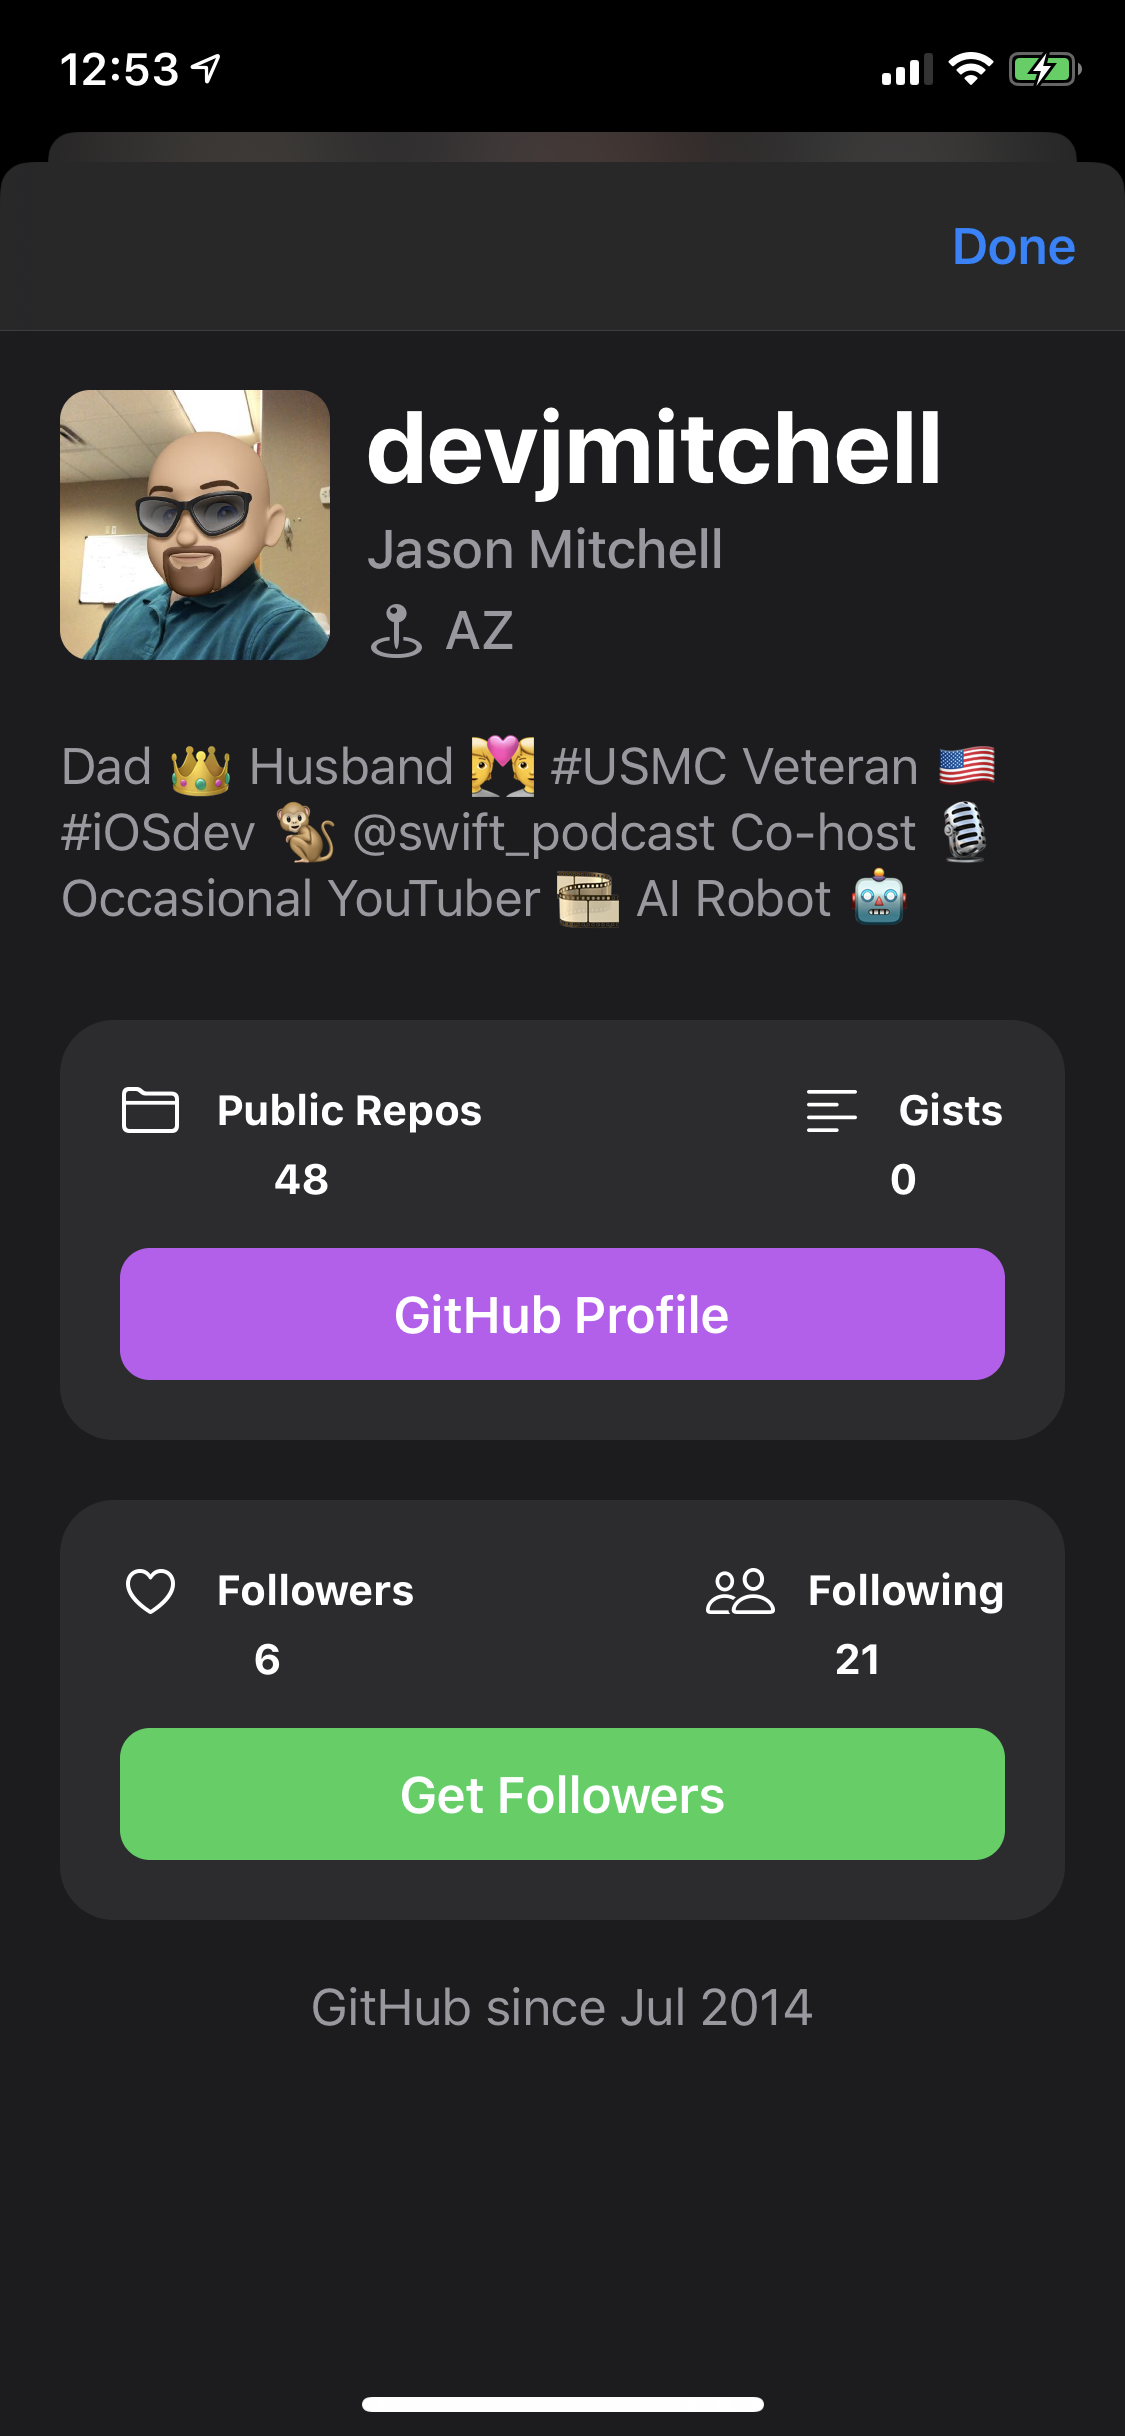 12:53
Done
devjmitchell
Jason Mitchell
AZ
Dad 👑 Husband 💑 #USMC Veteran 🇺🇸
#iOSdev 🐒 @swift_podcast Co-host 🎙
Occasional YouTuber 🎞 AI Robot 🤖
Public Repos
48
Gists
0
GitHub Profile
Followers
6
Following
21
Get Followers
GitHub since Jul 2014